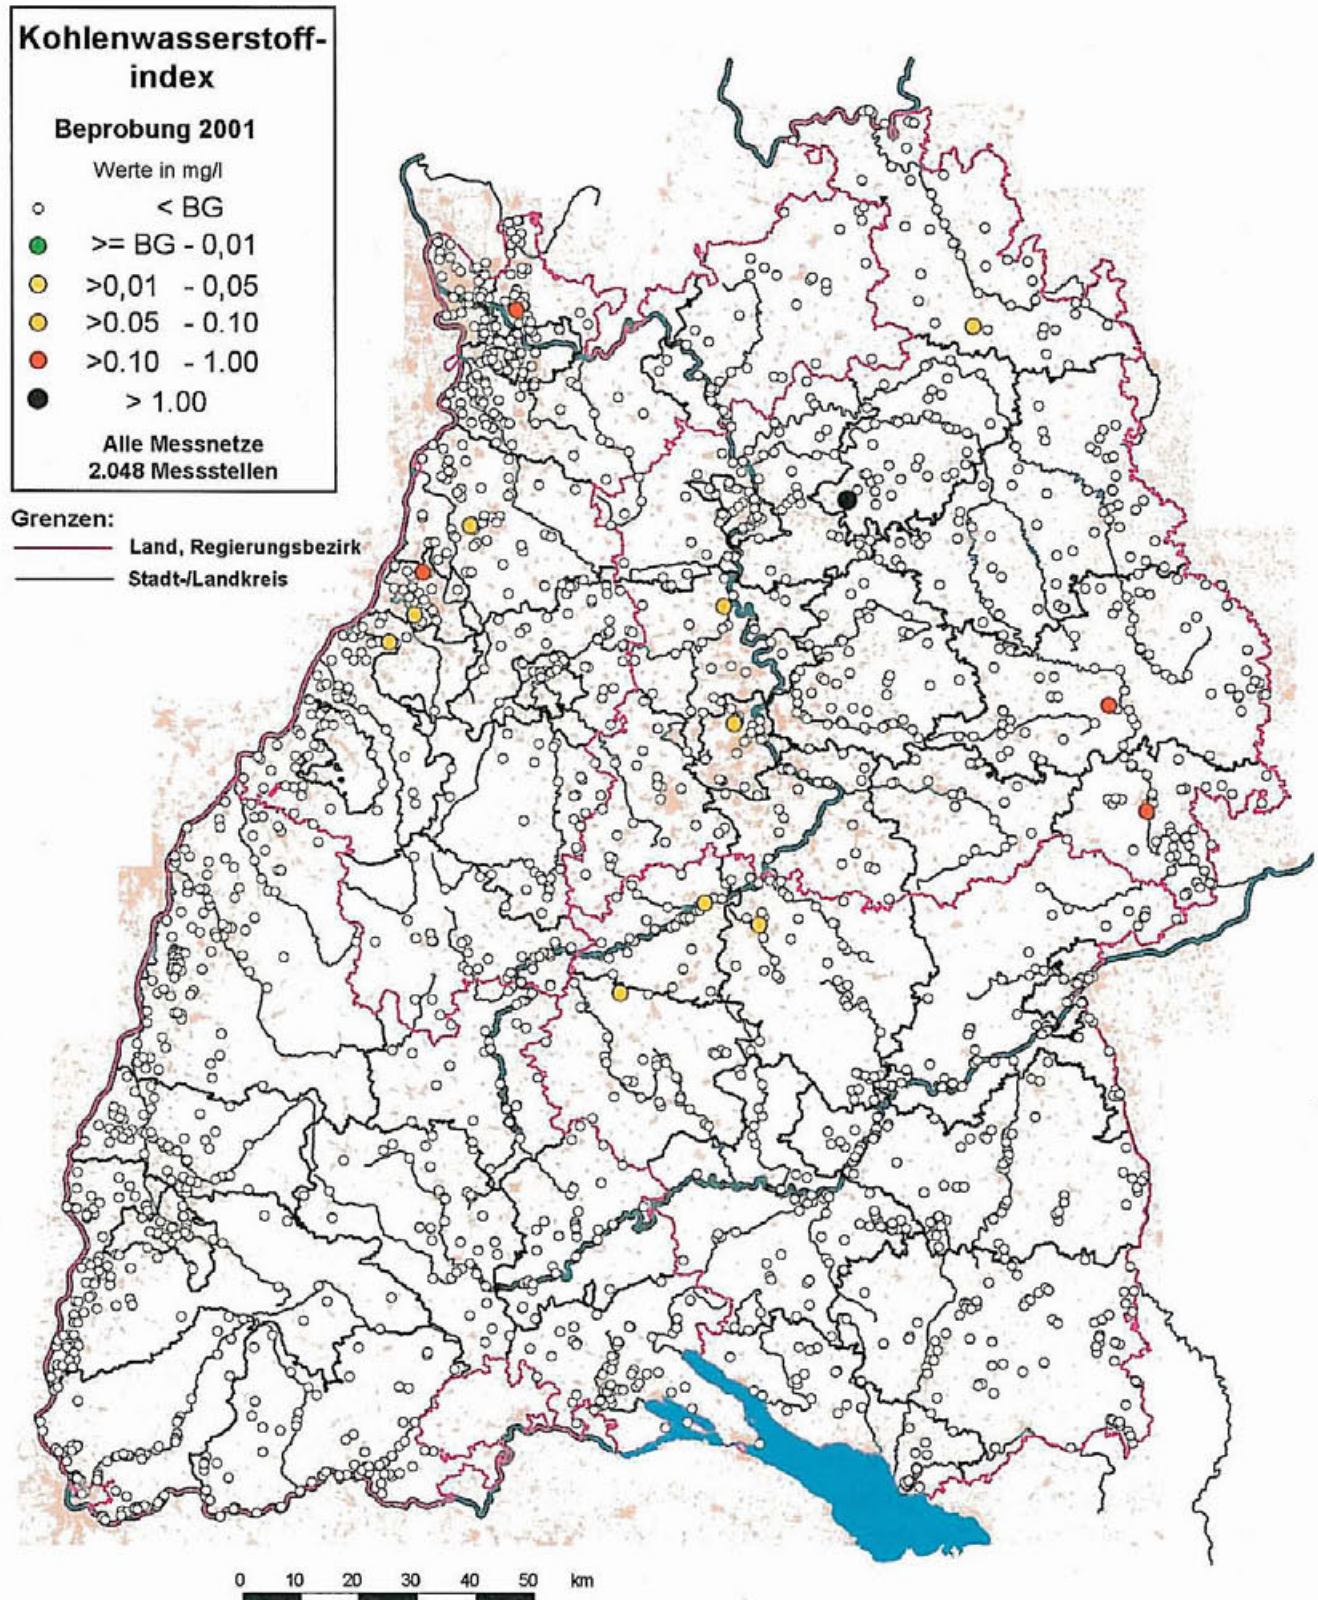 Kohlenwasserstoff-
index
Beprobung 2001
Werte in mg/l
< BG
>= BG - 0,01
>0,01 - 0,05
>0.05 - 0.10
>0.10 - 1.00
> 1.00
Alle Messnetze
2.048 Messstellen
Grenzen:
Land, Regierungsbezirk
Stadt-/Landkreis
0 10 20 30 40 50 km